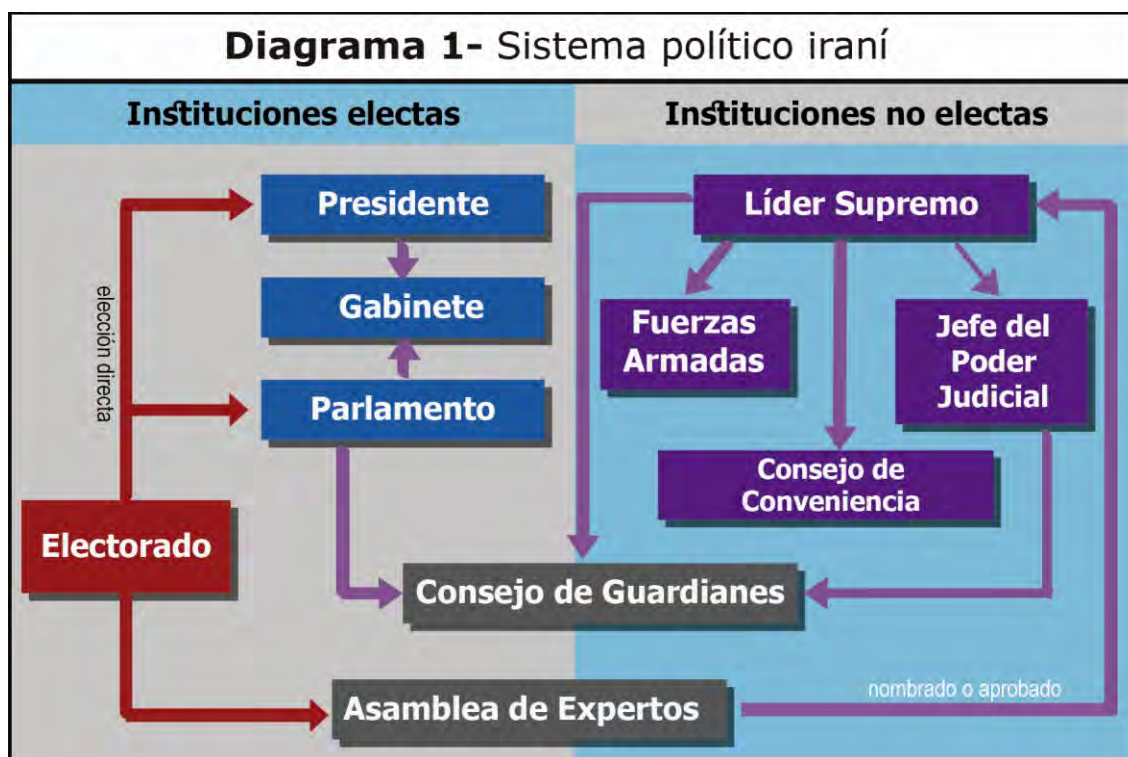 Diagrama 1- Sistema político iraní
Instituciones electas
Instituciones no electas
Presidente
Líder Supremo
elección directa
Gabinete
Fuerzas
Armadas
Jefe del
Poder
Judicial
Parlamento
Consejo de
Conveniencia
Electorado
Consejo de Guardianes
Asamblea de Expertos
nombrado o aprobado